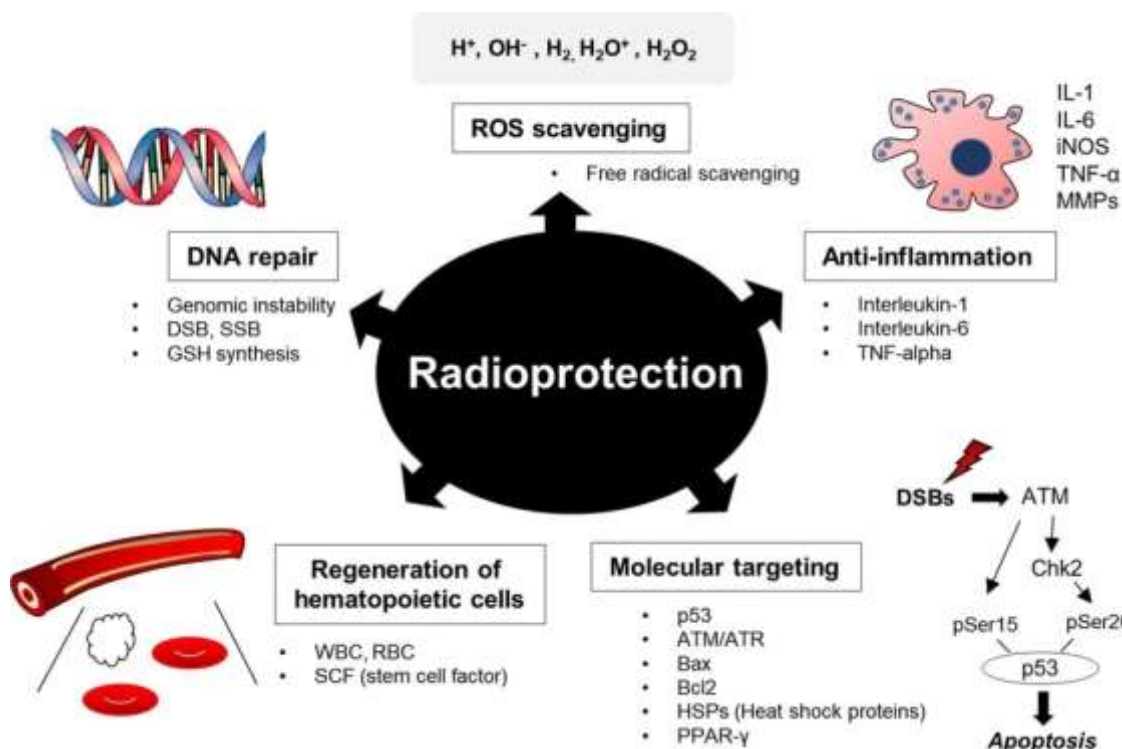 H⁺, OH⁻ , H₂, H₂O⁺ , H₂O₂
ROS scavenging
• Free radical scavenging
IL-1
IL-6
iNOS
TNF-α
MMPs
DNA repair
• Genomic instability
• DSB, SSB
• GSH synthesis
Anti-inflammation
• Interleukin-1
• Interleukin-6
• TNF-alpha
Radioprotection
Regeneration of
hematopoietic cells
• WBC, RBC
• SCF (stem cell factor)
Molecular targeting
• p53
• ATM/ATR
• Bax
• Bcl2
• HSPs (Heat shock proteins)
• PPAR-γ
DSBs ATM
Chk2
pSer15 
p53
Apoptosis